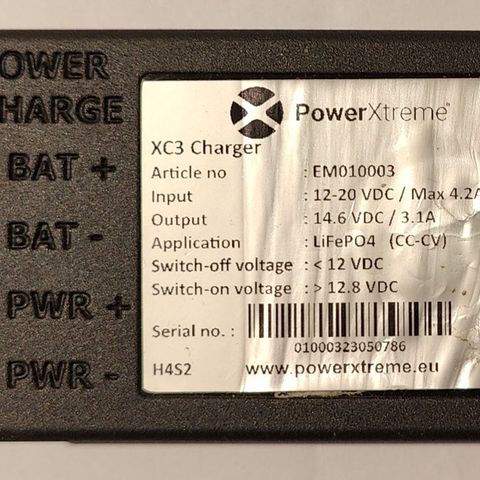 OWER
HARGE
BAT +
BAT -
PWR +
PWR -
PowerXtreme®
XC3 Charger
Article no : EM010003
Input : 12-20 VDC / Max 4.2A
Output : 14.6 VDC / 3.1A
Application : LiFePO4 (CC-CV)
Switch-off voltage : < 12 VDC
Switch-on voltage : > 12.8 VDC
Serial no. :
01000323050786
H4S2 www.powerxtreme.eu